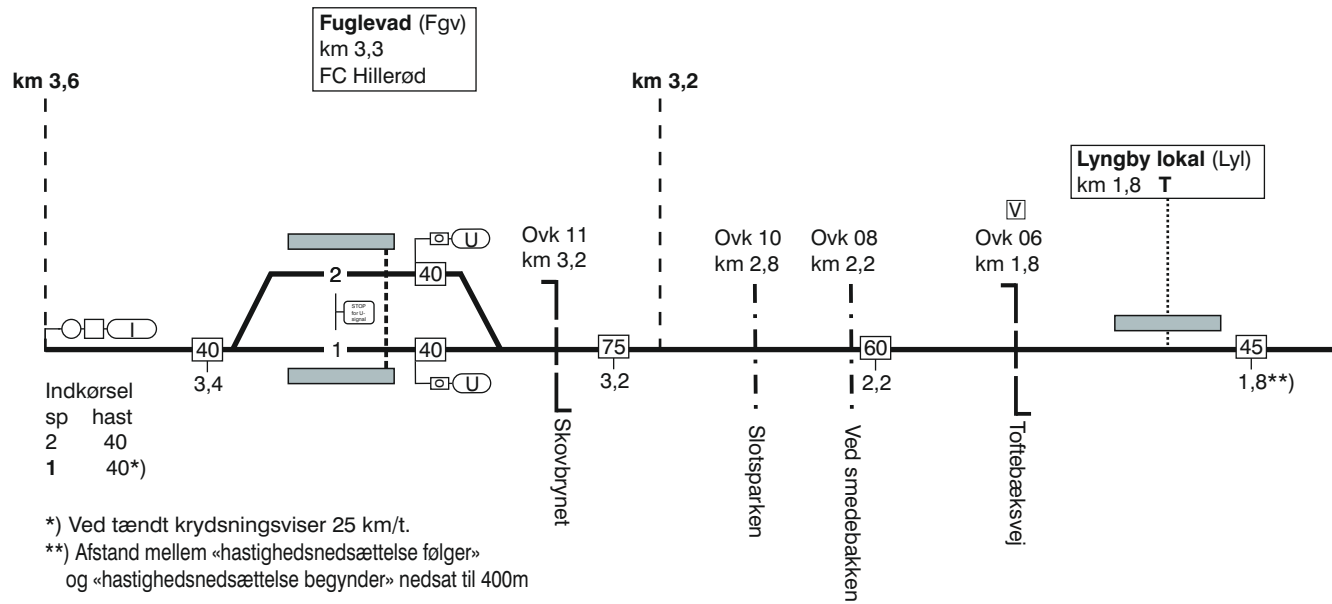 Fuglevad (Fgv)
km 3,3
FC Hillerød
km 3,6
km 3,2
Lyngby lokal (Lyl)
km 1,8 T
V
Ovk 11
km 3,2
Ovk 10
km 2,8
Ovk 08
km 2,2
Ovk 06
km 1,8
U
2
40
STOP
for U-
signal
I
40
1
40
75
60
45
3,4
U
3,2
2,2
1,8**)
Indkørsel
sp hast
2 40
1 40*)
Skovbrynet
Slotsparken
Ved smedebakken
Toftebæksvej
*) Ved tændt krydsningsviser 25 km/t.
**) Afstand mellem «hastighedsnedsættelse følger»
og «hastighedsnedsættelse begynder» nedsat til 400m